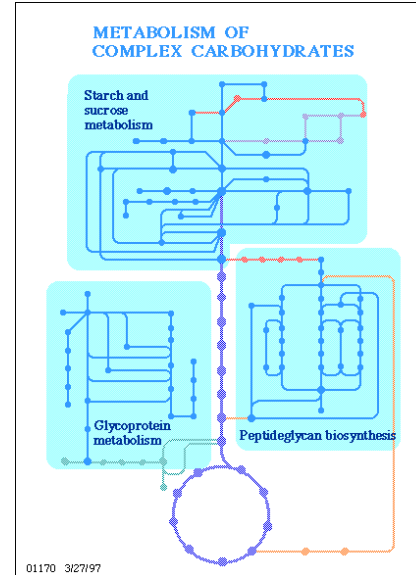 METABOLISM OF
COMPLEX CARBOHYDRATES
Starch and
sucrose
metabolism
Glycoprotein
metabolism
Peptideglycan biosynthesis
01170 3/27/97